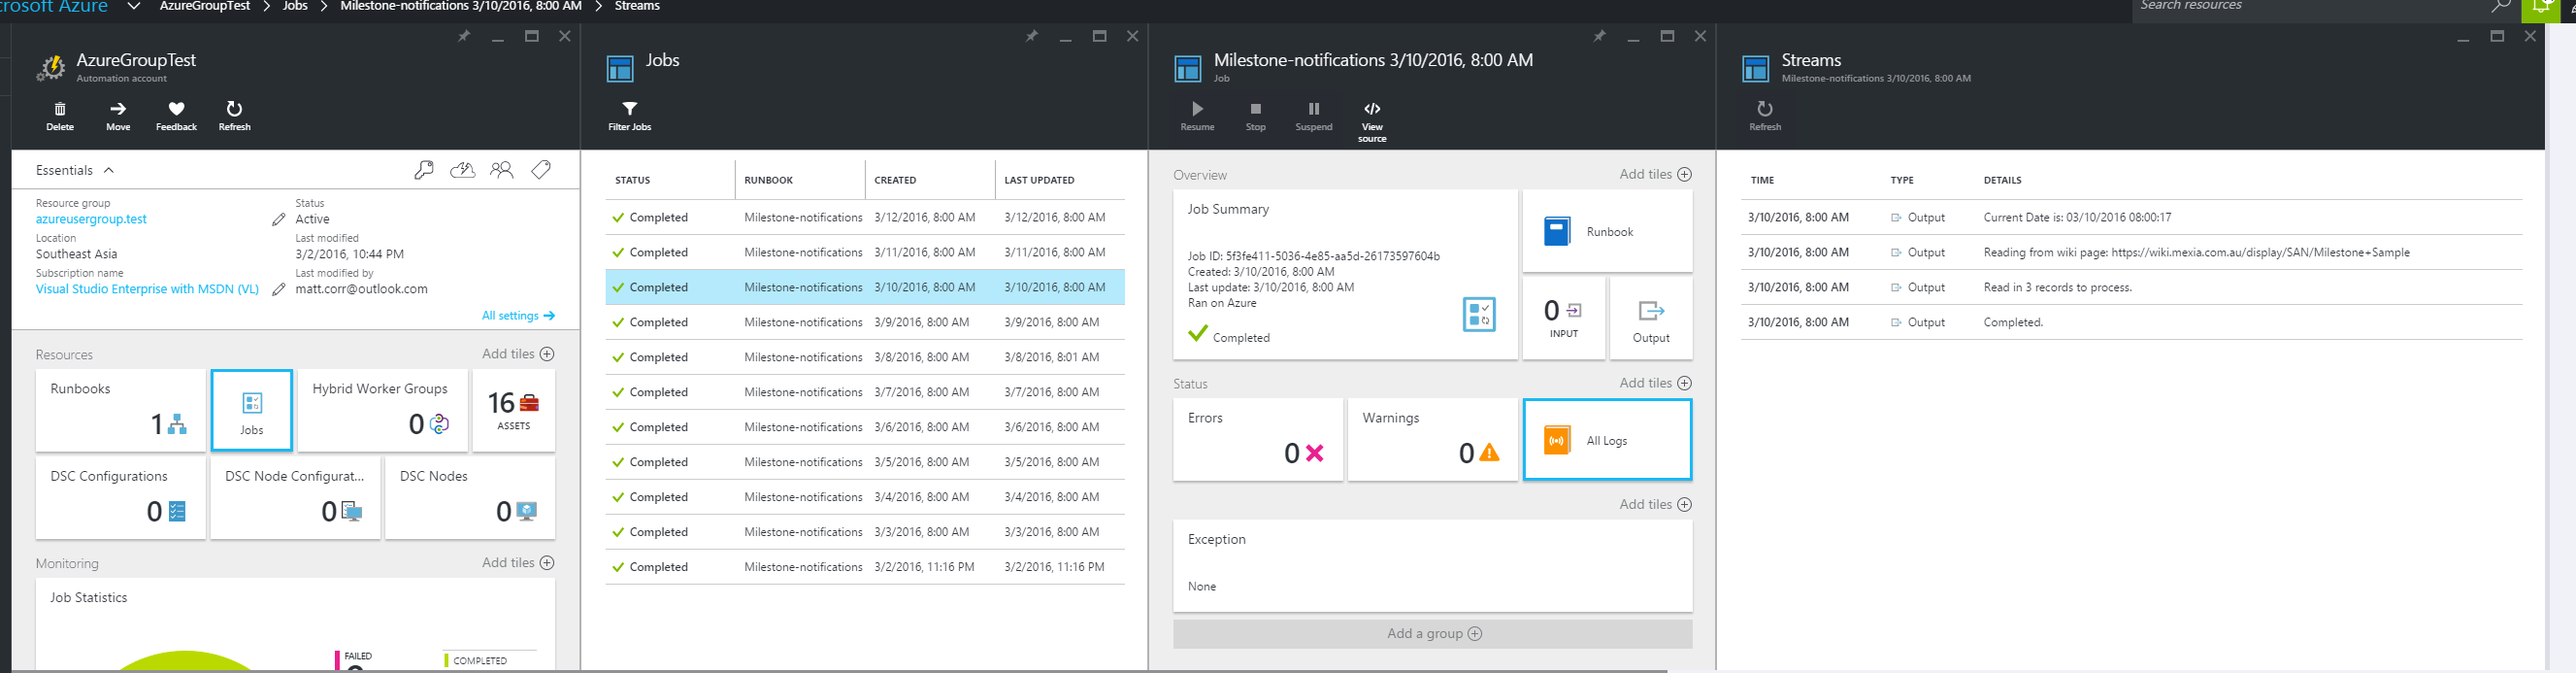 crosoft Azure AzureGroupTest > Jobs > Milestone-notifications 3/10/2016, 8:00 AM > Streams
Search resources
AzureGroupTest
Automation account
Delete Move Feedback Refresh
Essentials
Resource group
azureusergroup.test
Location
Southeast Asia
Subscription name
Visual Studio Enterprise with MSDN (VL)
Status
Active
Last modified
3/2/2016, 10:44 PM
Last modified by
matt.corr@outlook.com
All settings
Resources Add tiles
Runbooks
1
Jobs
Hybrid Worker Groups
0
16
ASSETS
DSC Configurations
0
DSC Node Configurat...
0
DSC Nodes
0
Monitoring Add tiles
Job Statistics
FAILED
COMPLETED
Jobs
Filter Jobs
STATUS RUNBOOK CREATED LAST UPDATED
Completed Milestone-notifications 3/12/2016, 8:00 AM 3/12/2016, 8:00 AM
Completed Milestone-notifications 3/11/2016, 8:00 AM 3/11/2016, 8:00 AM
Completed Milestone-notifications 3/10/2016, 8:00 AM 3/10/2016, 8:00 AM
Completed Milestone-notifications 3/9/2016, 8:00 AM 3/9/2016, 8:00 AM
Completed Milestone-notifications 3/8/2016, 8:00 AM 3/8/2016, 8:01 AM
Completed Milestone-notifications 3/7/2016, 8:00 AM 3/7/2016, 8:00 AM
Completed Milestone-notifications 3/6/2016, 8:00 AM 3/6/2016, 8:00 AM
Completed Milestone-notifications 3/5/2016, 8:00 AM 3/5/2016, 8:00 AM
Completed Milestone-notifications 3/4/2016, 8:00 AM 3/4/2016, 8:00 AM
Completed Milestone-notifications 3/3/2016, 8:00 AM 3/3/2016, 8:00 AM
Completed Milestone-notifications 3/2/2016, 11:16 PM 3/2/2016, 11:16 PM
Milestone-notifications 3/10/2016, 8:00 AM
Job
Resume Stop Suspend View
source
Overview Add tiles
Job Summary
Job ID: 5f3fe411-5036-4e85-aa5d-26173597604b
Created: 3/10/2016, 8:00 AM
Last update: 3/10/2016, 8:00 AM
Ran on Azure
Completed
Runbook
0
INPUT
Output
Status Add tiles
Errors
0
Warnings
0
All Logs
Add tiles
Exception
None
Add a group
Streams
Milestone-notifications 3/10/2016, 8:00 AM
Refresh
TIME TYPE DETAILS
3/10/2016, 8:00 AM Output Current Date is: 03/10/2016 08:00:17
3/10/2016, 8:00 AM Output Reading from wiki page: https://wiki.mexia.com.au/display/SAN/Milestone+Sample
3/10/2016, 8:00 AM Output Read in 3 records to process.
3/10/2016, 8:00 AM Output Completed.